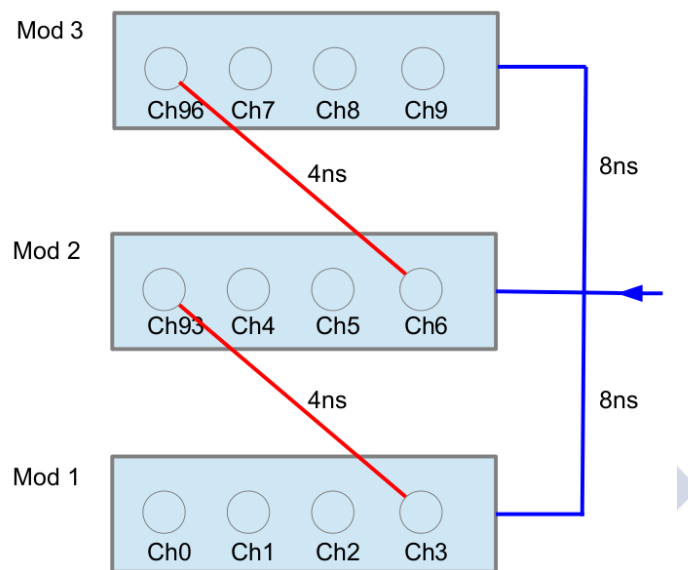 Mod 3
Ch96 Ch7 Ch8 Ch9
4ns
8ns
Mod 2
Ch93 Ch4 Ch5 Ch6
4ns
8ns
Mod 1
Ch0 Ch1 Ch2 Ch3